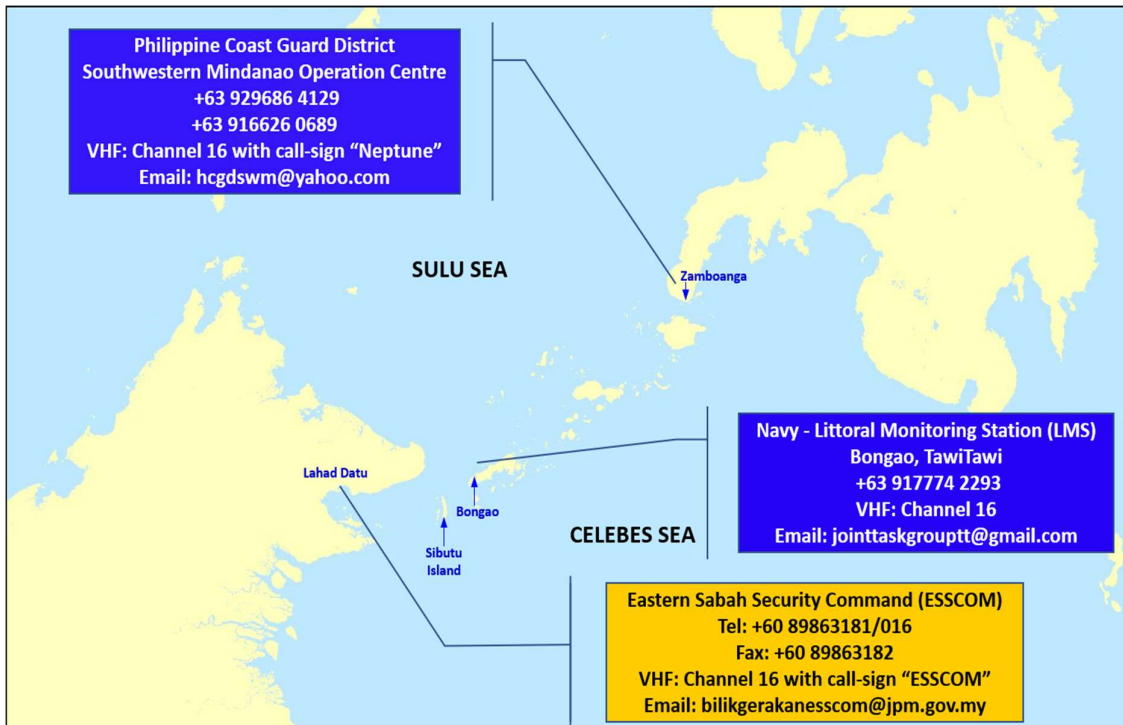 Philippine Coast Guard District
Southwestern Mindanao Operation Centre
+63 929686 4129
+63 916626 0689
VHF: Channel 16 with call-sign “Neptune”
Email: hcgdswm@yahoo.com
SULU SEA
Zamboanga
Navy - Littoral Monitoring Station (LMS)
Bongao, TawiTawi
+63 917774 2293
VHF: Channel 16
Email: jointtaskgrouptt@gmail.com
Lahad Datu
Bongao
CELEBES SEA
Sibutu
Island
Eastern Sabah Security Command (ESSCOM)
Tel: +60 89863181/016
Fax: +60 89863182
VHF: Channel 16 with call-sign “ESSCOM”
Email: bilikgerakanesscom@jpm.gov.my